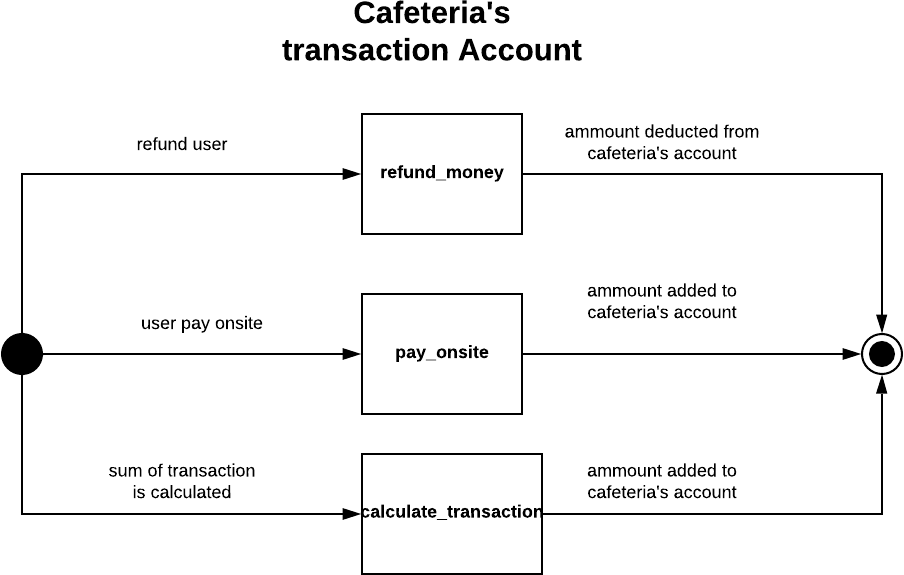 Cafeteria's
transaction Account
refund user
refund_money
ammount deducted from
cafeteria's account
user pay onsite
pay_onsite
ammount added to
cafeteria's account
sum of transaction
is calculated
calculate_transaction
ammount added to
cafeteria's account